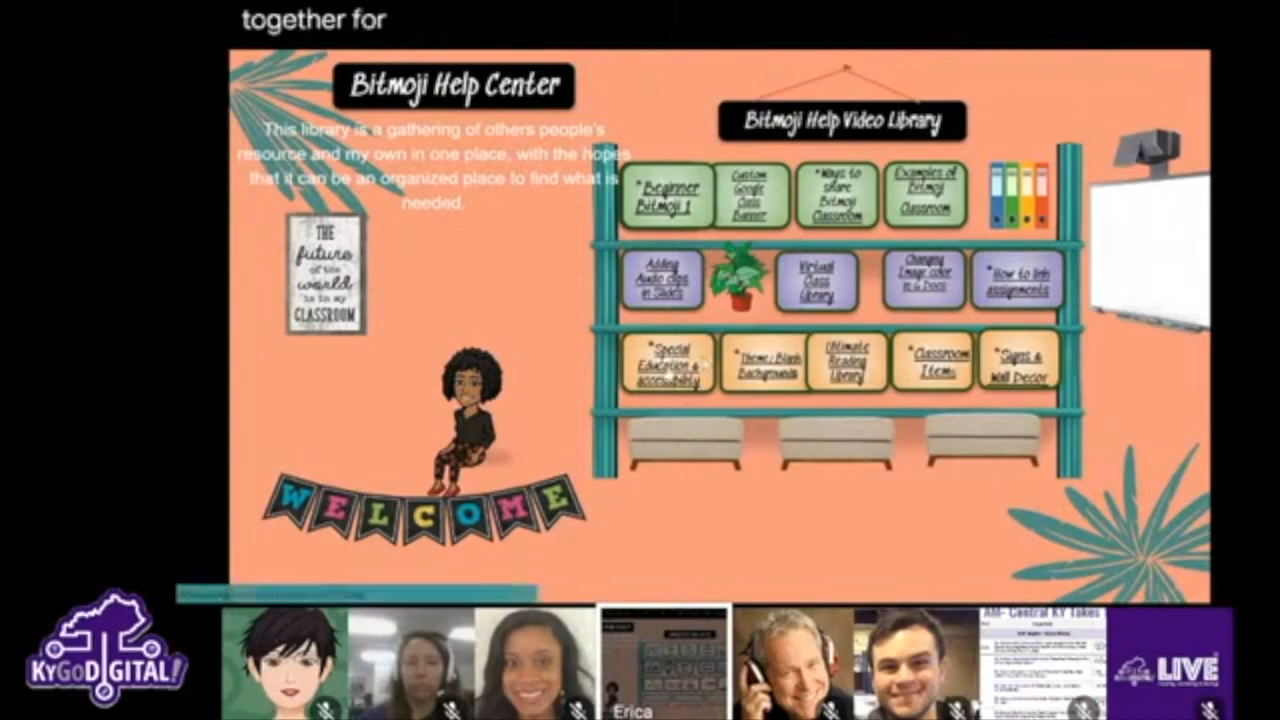 together for
Bitmoji Help Center
This library is a gathering of others people's
resource and my own in one place, with the hopes
that it can be an organized place to find what is
needed.
Bitmoji Help Video Library
*Beginner
Bitmoji 1
Custom
Google
Class
Banner
*Ways to
share
Bitmoji
Classroom
Examples of
Bitmoji
Classroom
Adding
Audio clips
in Slides
Virtual
Class
Library
Changing
Image color
in G Docs
*How to link
assignments
*Special
Education &
accessibility
*Theme/Blank
Backgrounds
Ultimate
Reading
Library
*Classroom
Items
*Signs &
Wall Decor
THE
future
of the
world
is in my
CLASSROOM
WELCOME
KYGODIGITAL!
Erica
AM- Central KY Takes
LIVE